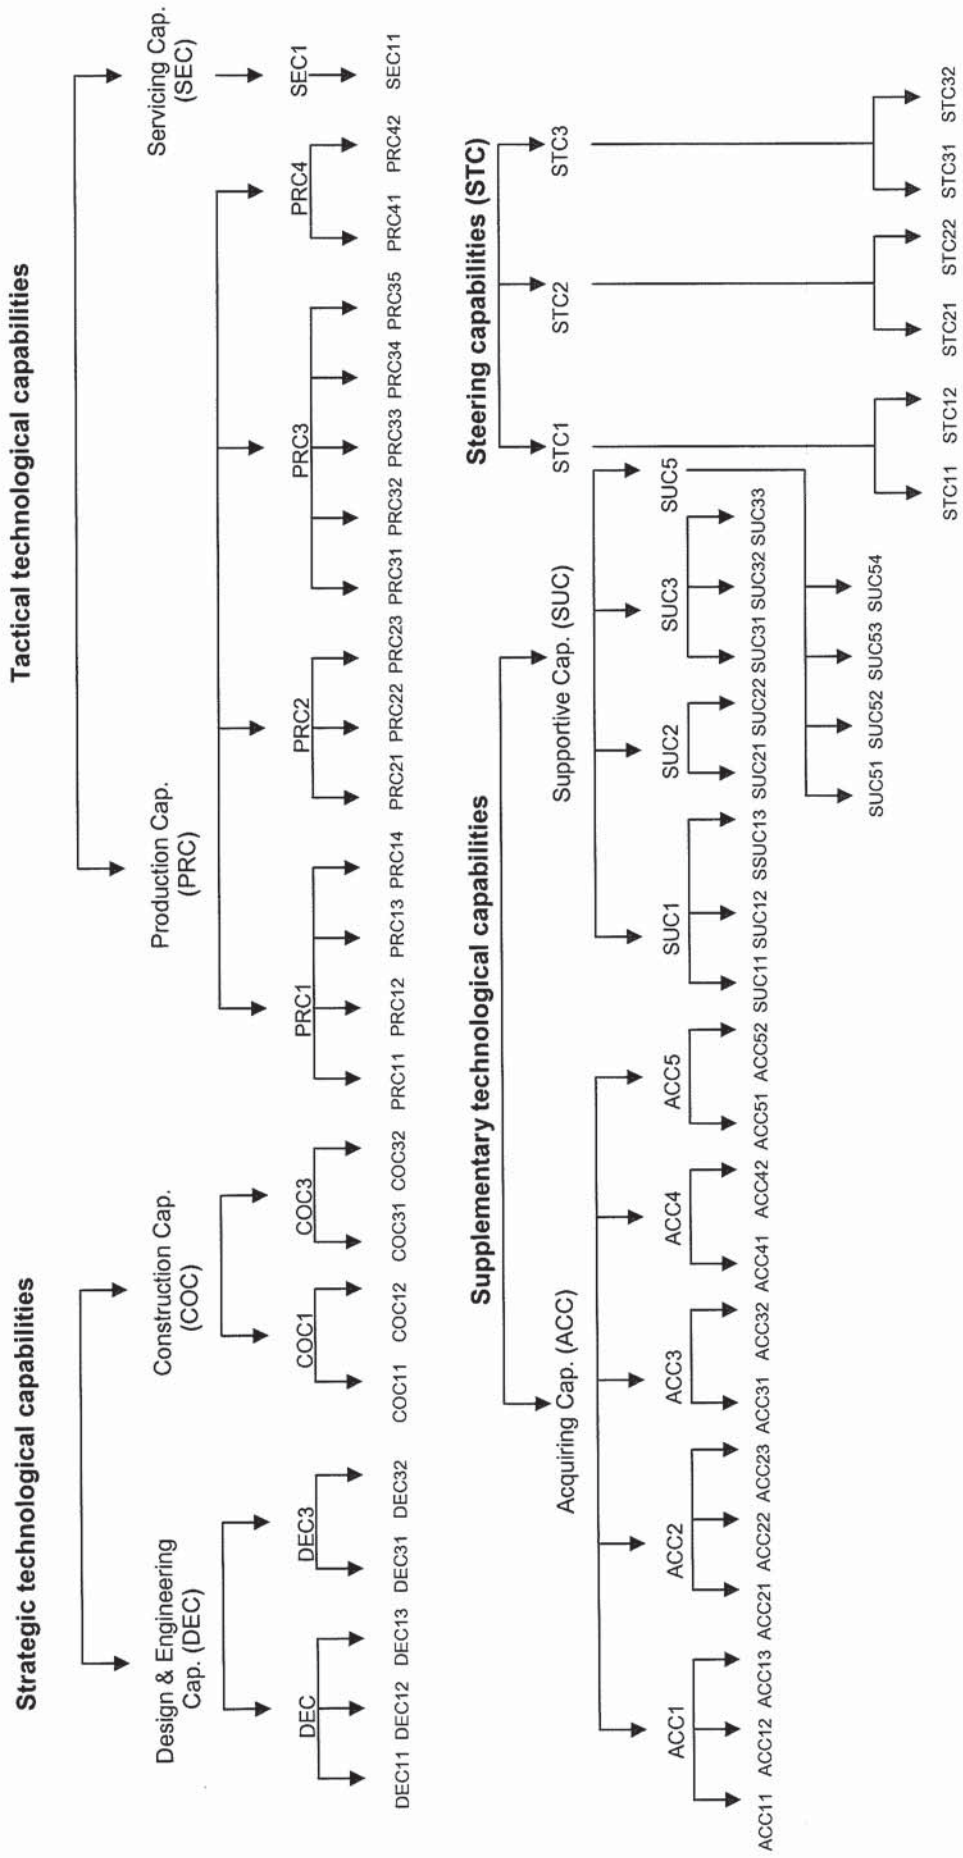 Strategic technological capabilities
Tactical technological capabilities
Design & Engineering
Cap. (DEC)
Construction Cap.
(COC)
Production Cap.
(PRC)
Servicing Cap.
(SEC)
DEC DEC3 COC1 COC3 PRC1 PRC2 PRC3 PRC4 SEC1
DEC11 DEC12 DEC13 DEC31 DEC32 COC11 COC12 COC31 COC32 PRC11 PRC12 PRC13 PRC14 PRC21 PRC22 PRC23 PRC31 PRC32 PRC33 PRC34 PRC35 PRC41 PRC42 SEC11
Supplementary technological capabilities
Steering capabilities (STC)
Acquiring Cap. (ACC)
Supportive Cap. (SUC)
STC1 STC2 STC3
ACC1 ACC2 ACC3 ACC4 ACC5 SUC1 SUC2 SUC3 SUC5
ACC11 ACC12 ACC13 ACC21 ACC22 ACC23 ACC31 ACC32 ACC41 ACC42 ACC51 ACC52 SUC11 SUC12 SSUC13 SUC21 SUC22 SUC31 SUC32 SUC33
SUC51 SUC52 SUC53 SUC54
STC11 STC12 STC21 STC22 STC31 STC32